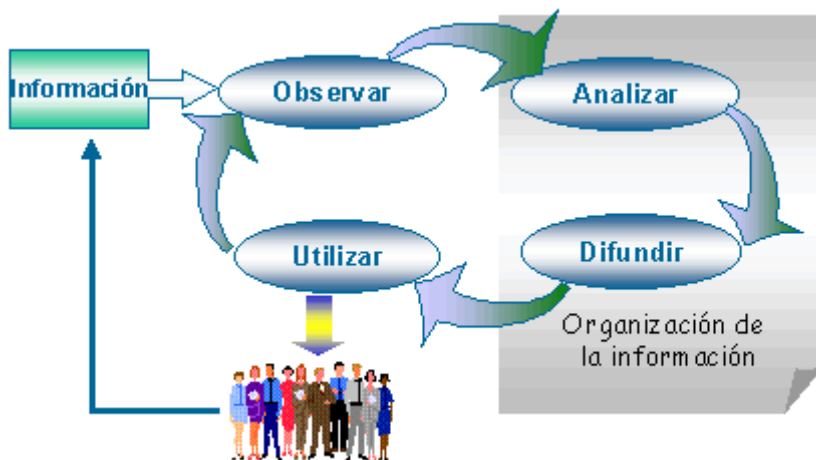 Información
Observar
Analizar
Utilizar
Difundir
Organización de
la información